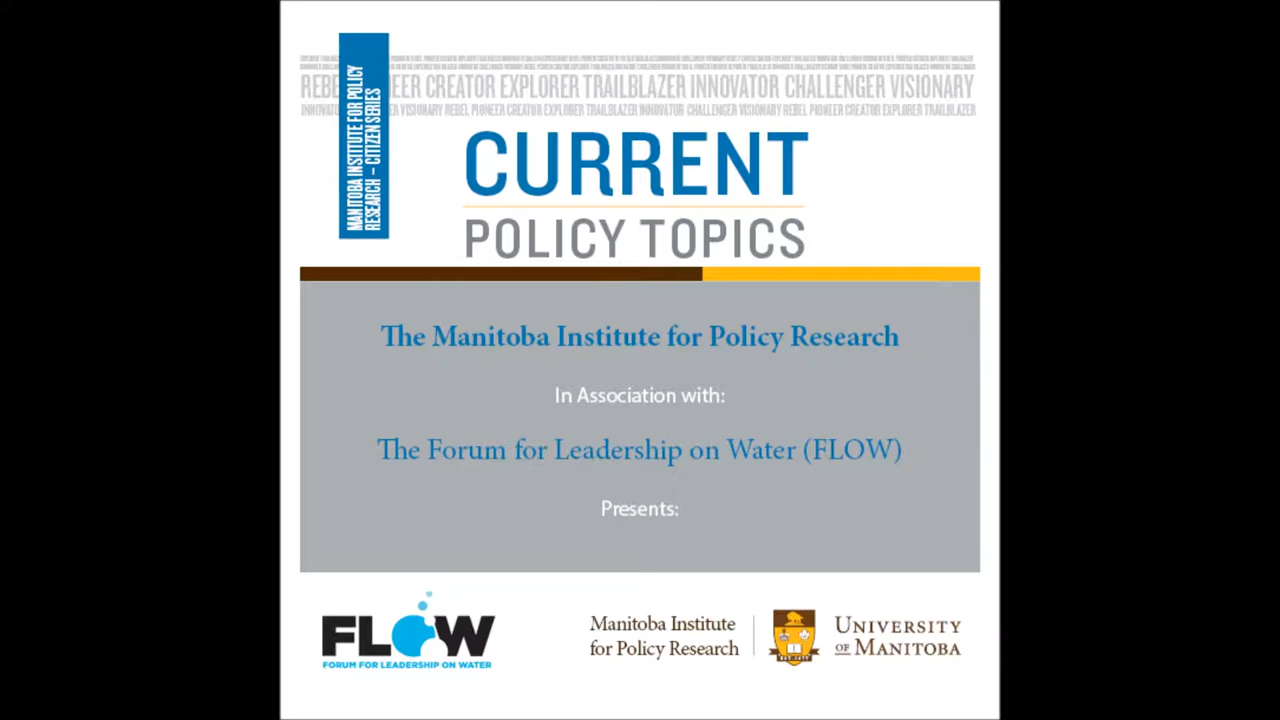 MANITOBA INSTITUTE FOR POLICY
RESEARCH – CITIZEN SERIES
REBEL PIONEER CREATOR EXPLORER TRAILBLAZER INNOVATOR CHALLENGER VISIONARY
VISIONARY REBEL PIONEER CREATOR EXPLORER TRAILBLAZER INNOVATOR CHALLENGER VISIONARY REBEL PIONEER CREATOR EXPLORER TRAILBLAZER
CURRENT
POLICY TOPICS
The Manitoba Institute for Policy Research
In Association with:
The Forum for Leadership on Water (FLOW)
Presents:
FLOW
FORUM FOR LEADERSHIP ON WATER
Manitoba Institute
for Policy Research
UNIVERSITY
OF MANITOBA